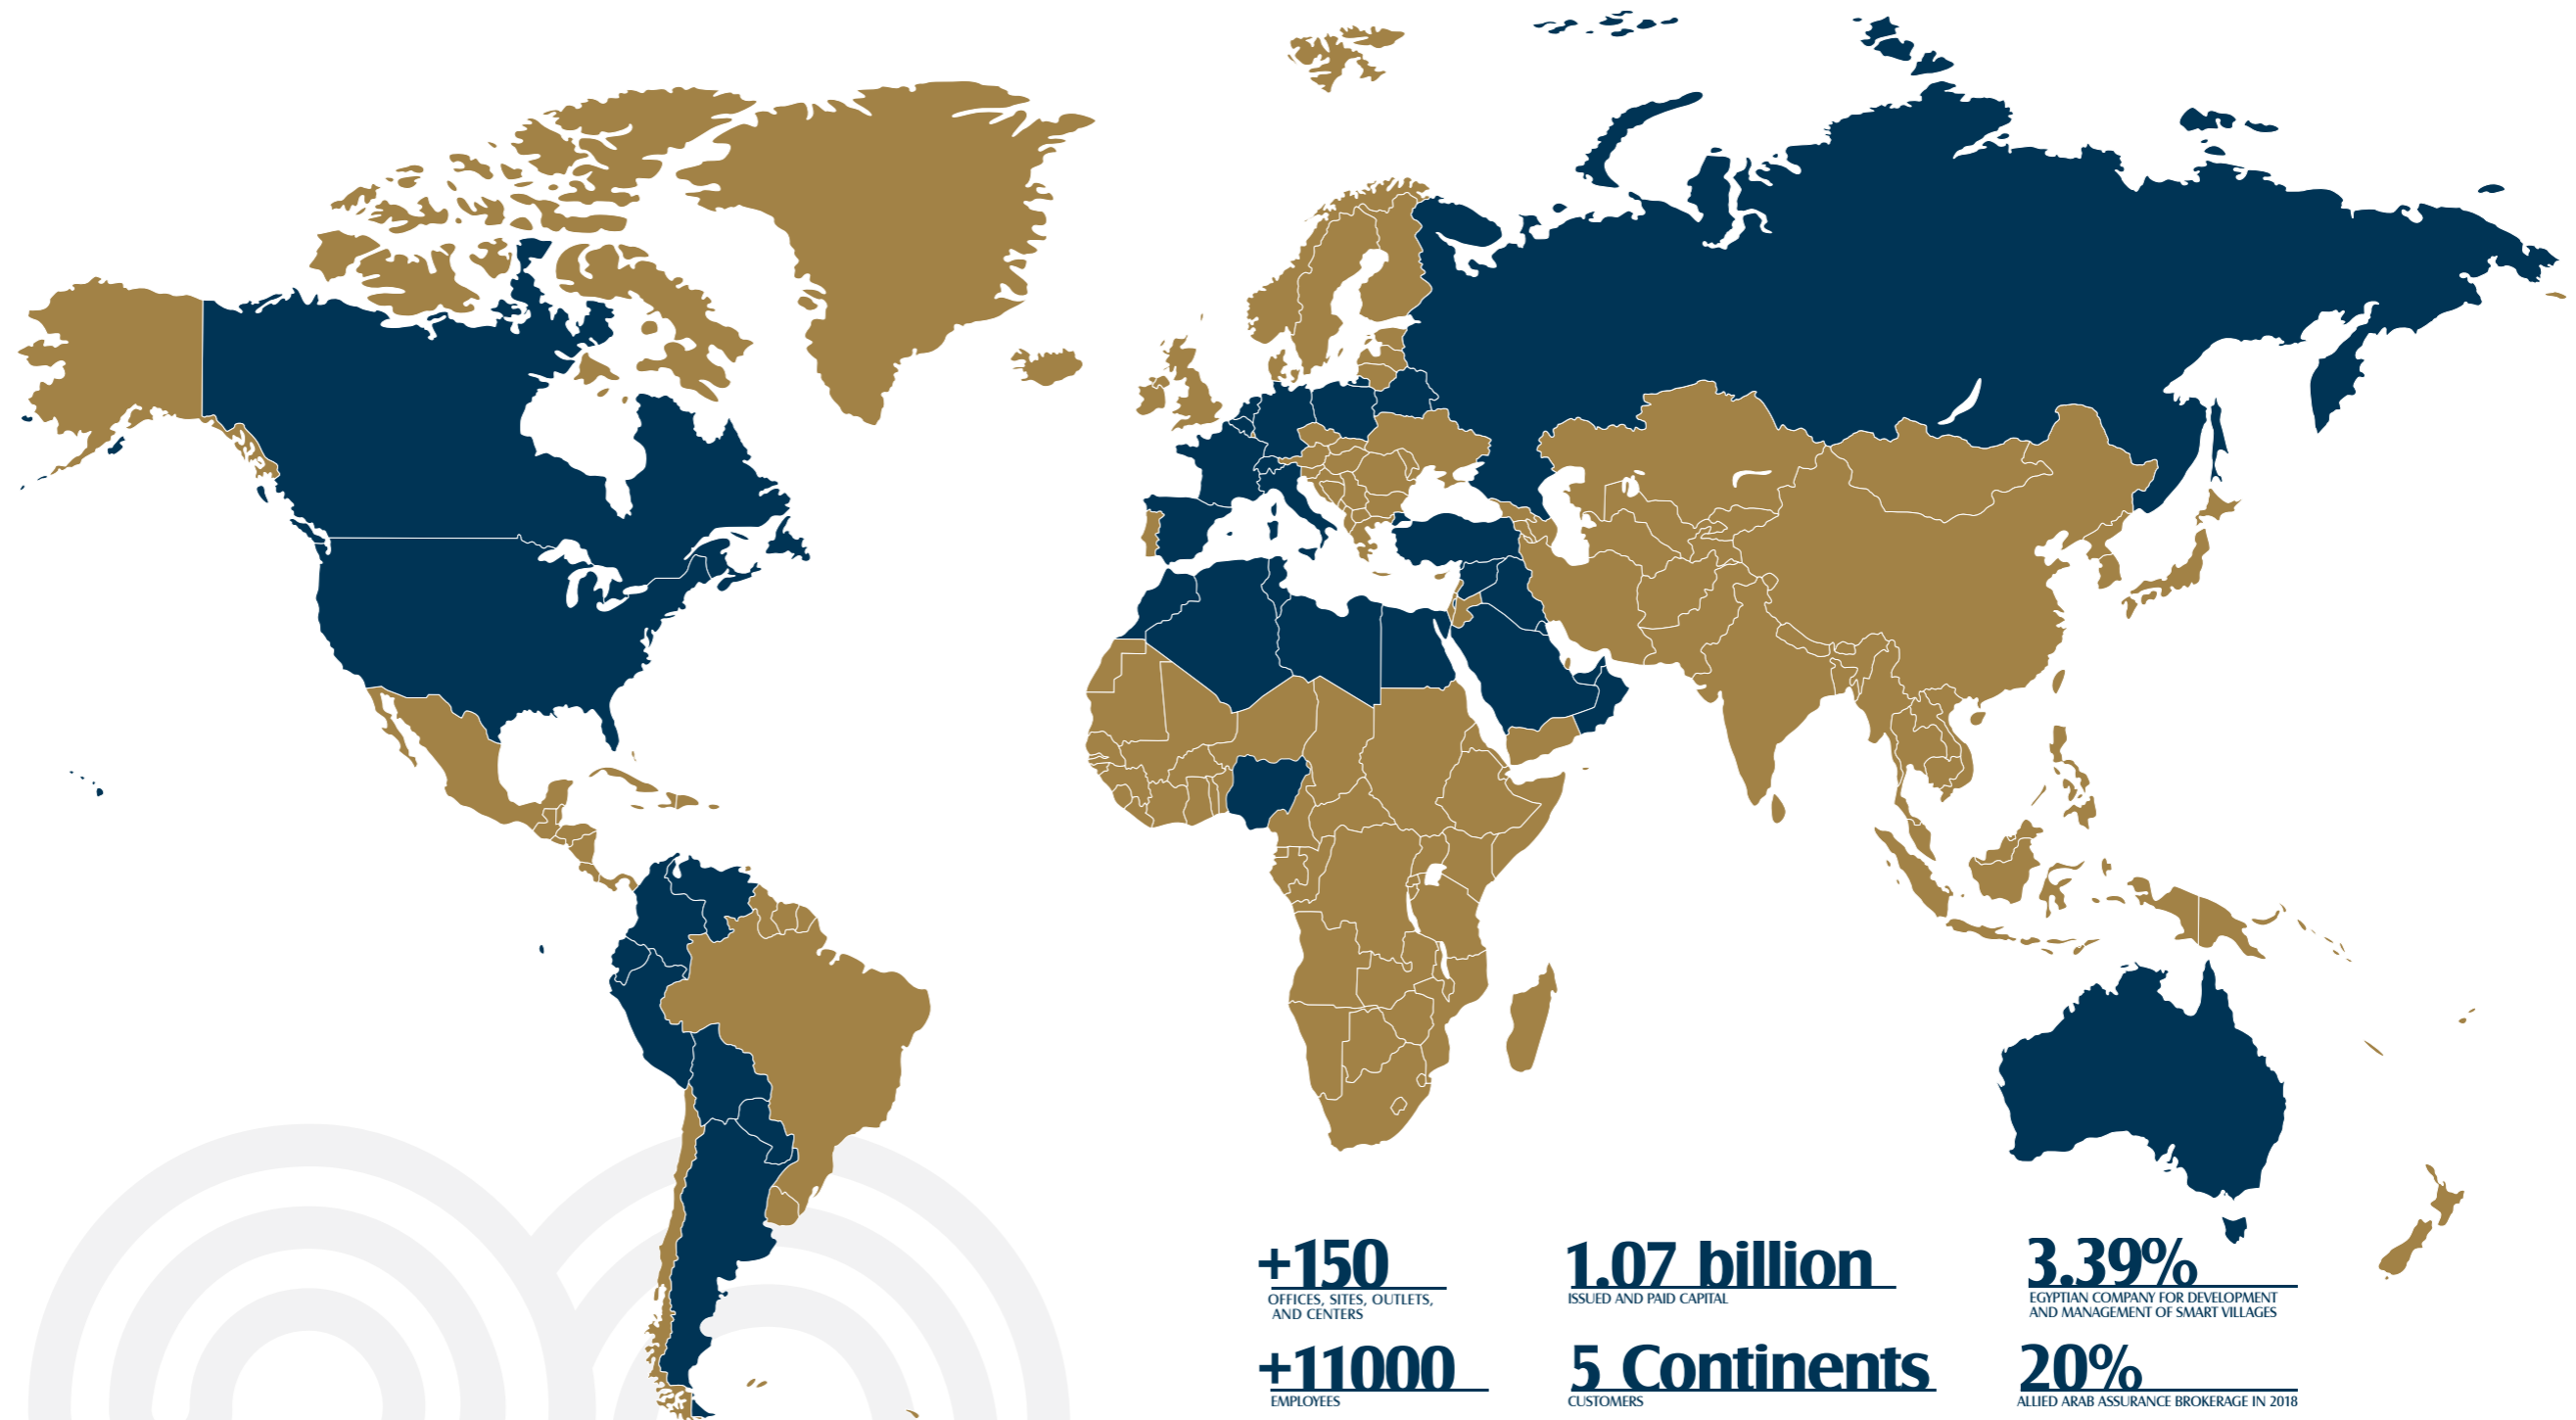 +150
OFFICES, SITES, OUTLETS,
AND CENTERS
1.07 billion
ISSUED AND PAID CAPITAL
3.39%
EGYPTIAN COMPANY FOR DEVELOPMENT
AND MANAGEMENT OF SMART VILLAGES
+11000
EMPLOYEES
5 Continents
CUSTOMERS
20%
ALLIED ARAB ASSURANCE BROKERAGE IN 2018